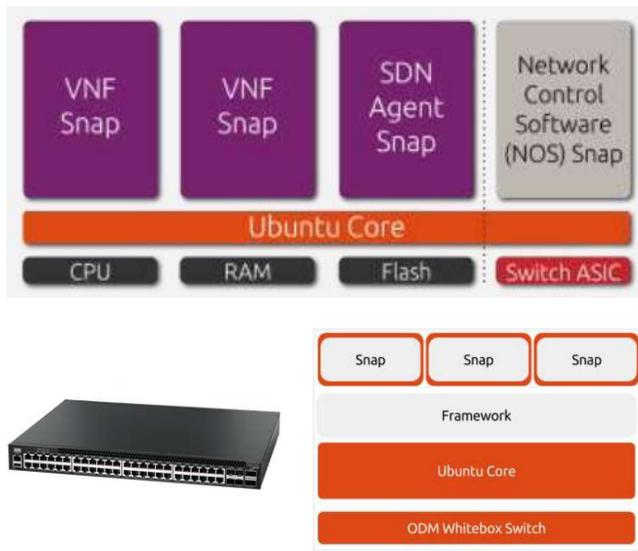 VNF
Snap
VNF
Snap
SDN
Agent
Snap
Network
Control
Software
(NOS) Snap
Ubuntu Core
CPU
RAM
Flash
Switch ASIC
Snap
Snap
Snap
Framework
Ubuntu Core
ODM Whitebox Switch